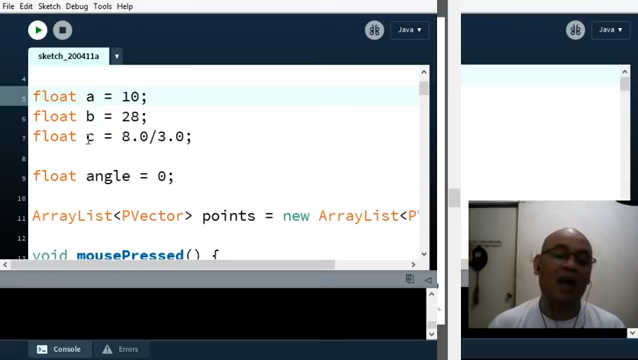 File Edit Sketch Debug Tools Help
Java
Java
sketch_200411a
4
5 float a = 10;
6 float b = 28;
7 float c = 8.0/3.0;
8
9 float angle = 0;
10
11 ArrayList<PVector> points = new ArrayList<P
12
void mousePressed() {
Console Errors